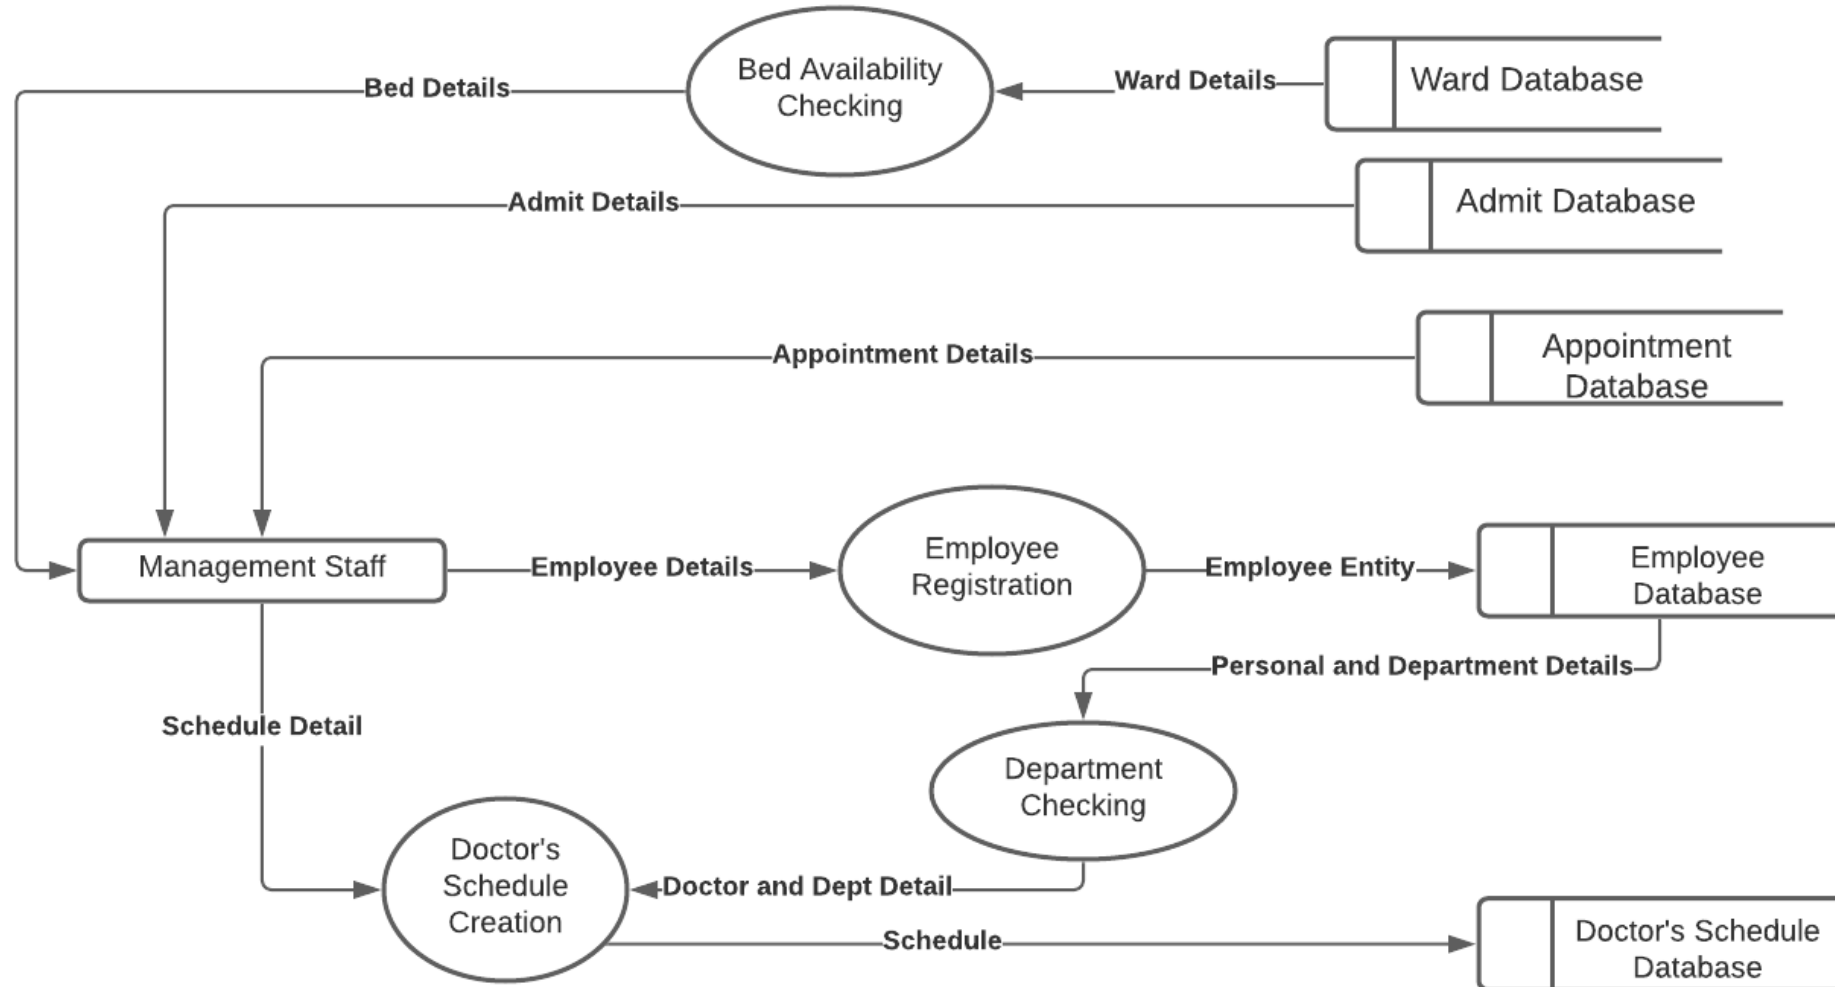 Bed Availability
Checking
Bed Details
Ward Details
Ward Database
Admit Details
Admit Database
Appointment Details
Appointment
Database
Management Staff
Employee Details
Employee
Registration
Employee Entity
Employee
Database
Personal and Department Details
Schedule Detail
Department
Checking
Doctor's
Schedule
Creation
Doctor and Dept Detail
Schedule
Doctor's Schedule
Database